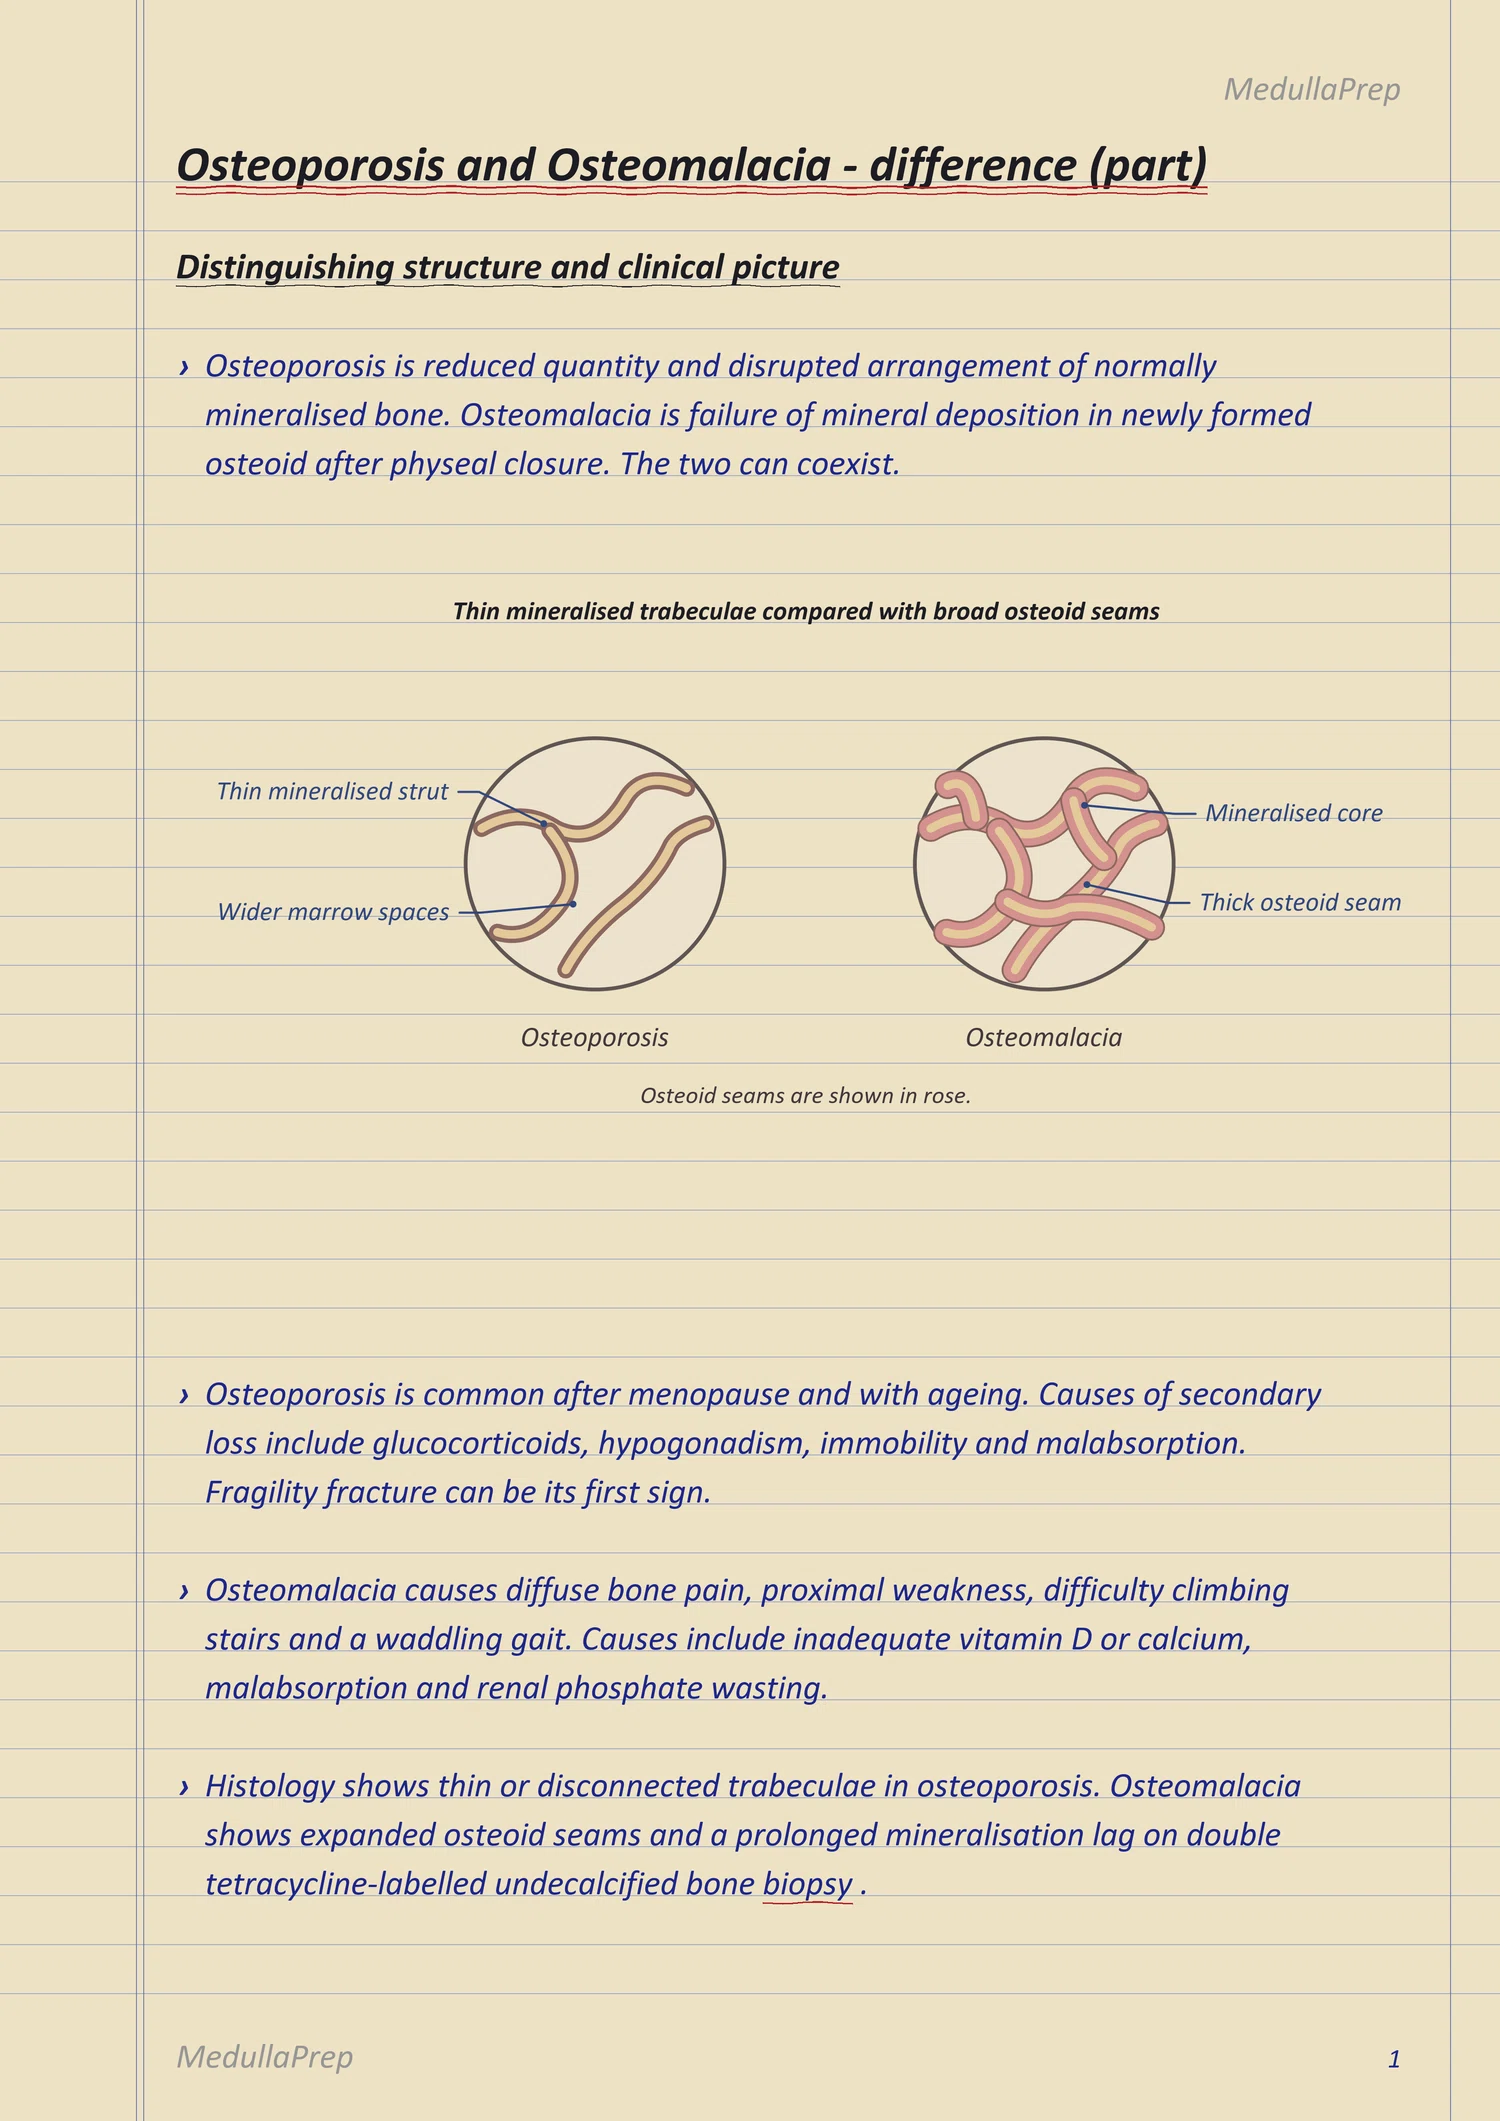 MedullaPrep
Osteoporosis and Osteomalacia - difference (part)
Distinguishing structure and clinical picture
› Osteoporosis is reduced quantity and disrupted arrangement of normally
mineralised bone. Osteomalacia is failure of mineral deposition in newly formed
osteoid after physeal closure. The two can coexist.
Thin mineralised trabeculae compared with broad osteoid seams
Thin mineralised strut
Mineralised core
Wider marrow spaces
Thick osteoid seam
Osteoporosis
Osteomalacia
Osteoid seams are shown in rose.
› Osteoporosis is common after menopause and with ageing. Causes of secondary
loss include glucocorticoids, hypogonadism, immobility and malabsorption.
Fragility fracture can be its first sign.
› Osteomalacia causes diffuse bone pain, proximal weakness, difficulty climbing
stairs and a waddling gait. Causes include inadequate vitamin D or calcium,
malabsorption and renal phosphate wasting.
› Histology shows thin or disconnected trabeculae in osteoporosis. Osteomalacia
shows expanded osteoid seams and a prolonged mineralisation lag on double
tetracycline-labelled undecalcified bone biopsy .
MedullaPrep
1